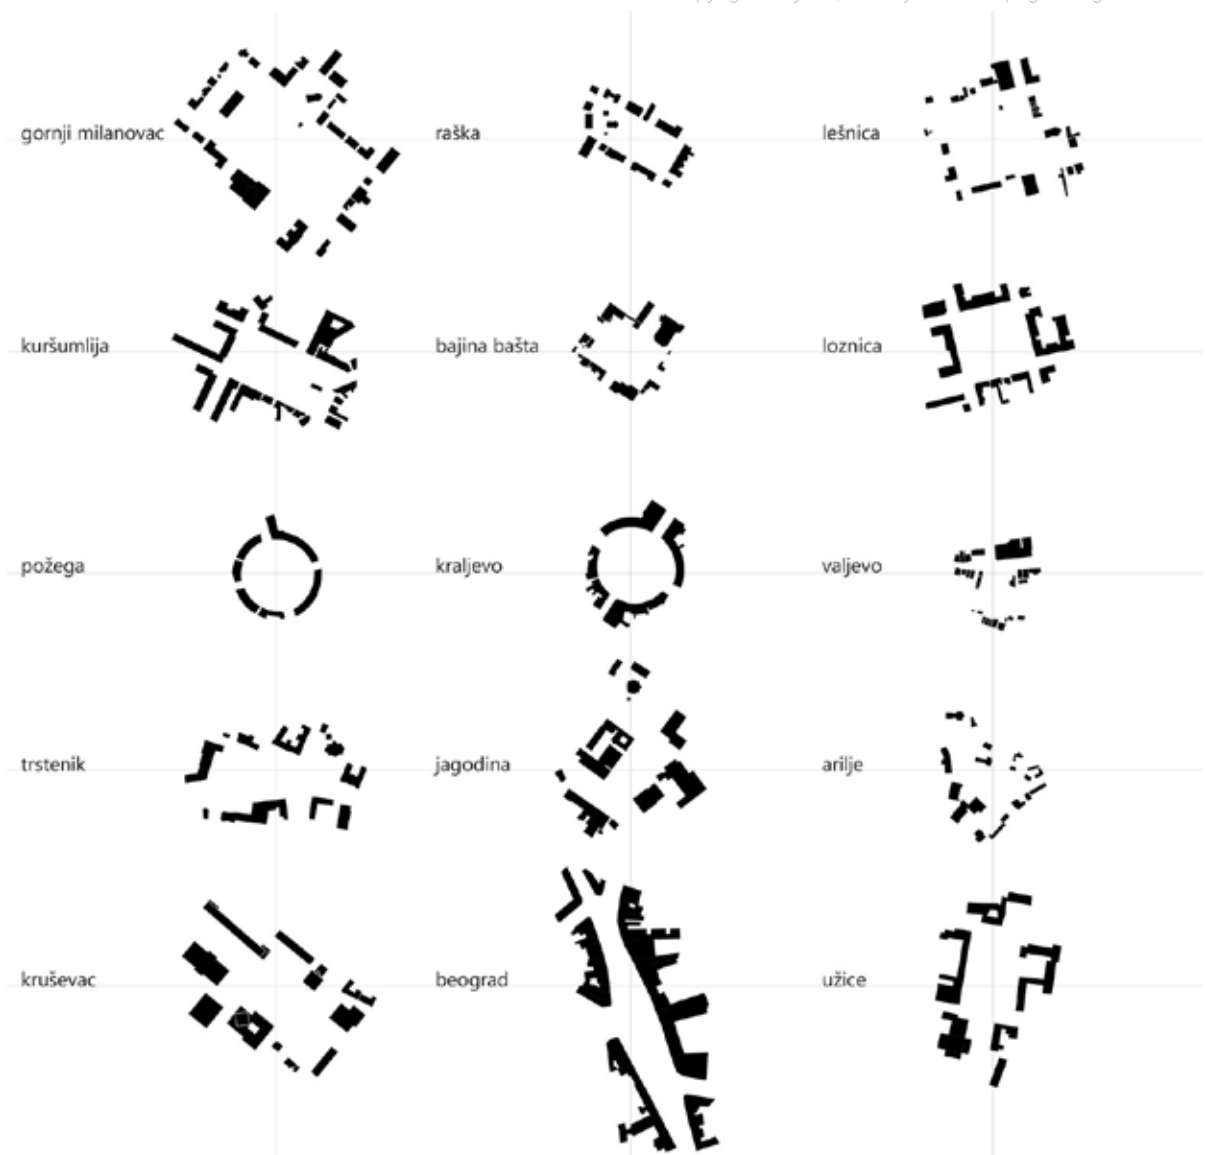 gornji milanovac
raška
lešnica
kuršumlija
bajina bašta
loznica
požega
kraljevo
valjevo
trstenik
jagodina
arilje
kruševac
beograd
užice